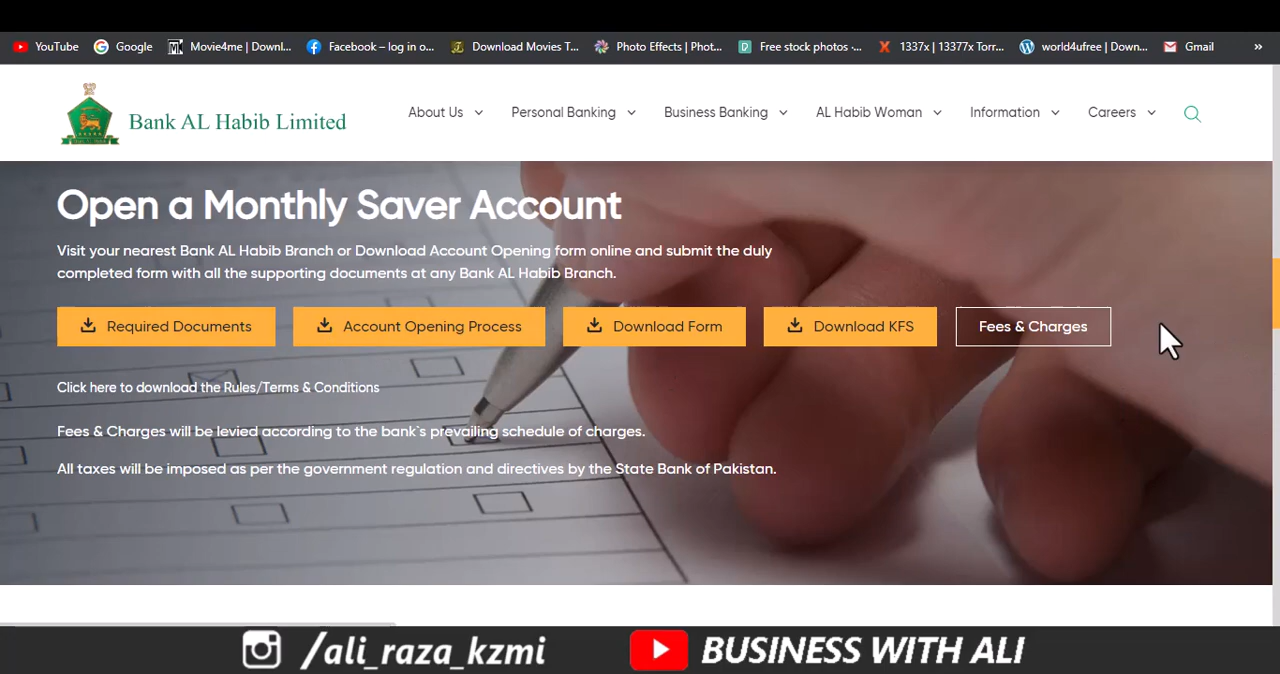 YouTube
Google
Movie4me | Downl...
Facebook – log in o...
Download Movies T...
Photo Effects | Phot...
Free stock photos ·...
1337x | 13377x Torr...
world4ufree | Down...
Gmail
»
Bank AL Habib Limited
About Us
Personal Banking
Business Banking
AL Habib Woman
Information
Careers
Open a Monthly Saver Account
Visit your nearest Bank AL Habib Branch or Download Account Opening form online and submit the duly
completed form with all the supporting documents at any Bank AL Habib Branch.
Required Documents
Account Opening Process
Download Form
Download KFS
Fees & Charges
Click here to download the Rules/Terms & Conditions
Fees & Charges will be levied according to the bank`s prevailing schedule of charges.
All taxes will be imposed as per the government regulation and directives by the State Bank of Pakistan.
/ali_raza_kzmi
BUSINESS WITH ALI